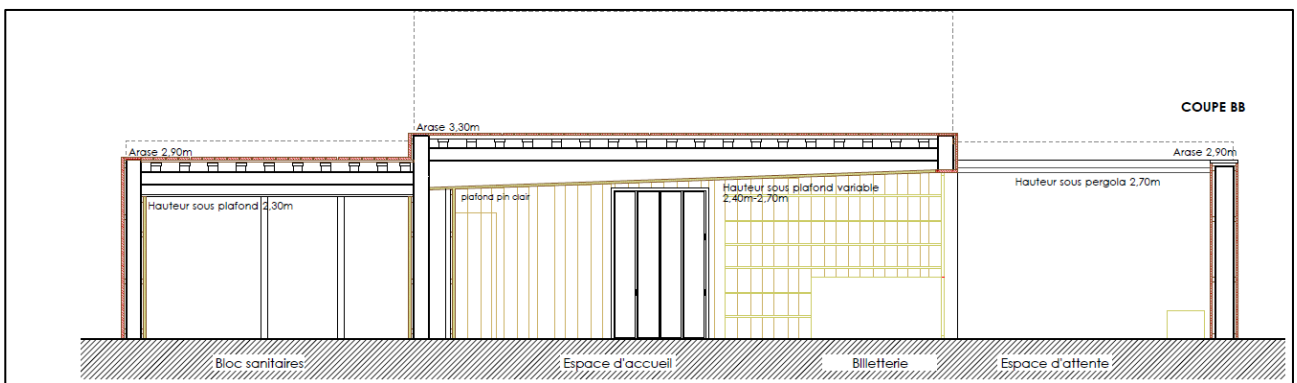 COUPE BB
Arase 3,30m
Arase 2,90m
Arase 2,90m
Hauteur sous plafond 2,30m
plafond pin clair
Hauteur sous plafond variable
2,40m-2,70m
Hauteur sous pergola 2,70m
Bloc sanitaires
Espace d'accueil
Billetterie
Espace d'attente